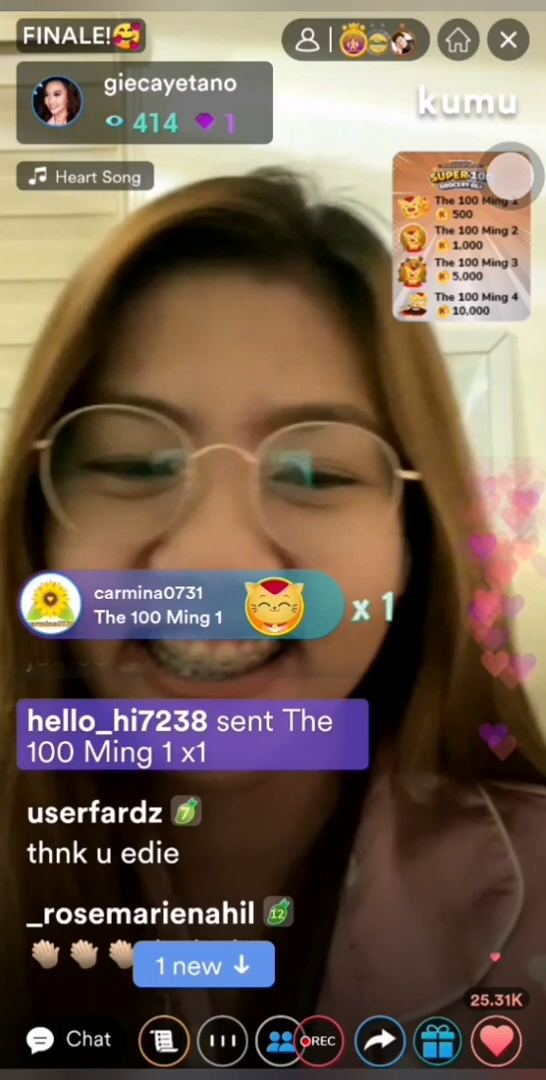 FINALE!🥰
giecayetano
414 1
kumu
Heart Song
SUPER 100
The 100 Ming 1
500
The 100 Ming 2
1,000
The 100 Ming 3
5,000
The 100 Ming 4
10,000
carmina0731
The 100 Ming 1
x 1
hello_hi7238 sent The
100 Ming 1 x1
userfardz 7
thnk u edie
_rosemarienahil 12
👏🏼 👏🏼 👏🏼
1 new ↓
25.31K
Chat
REC